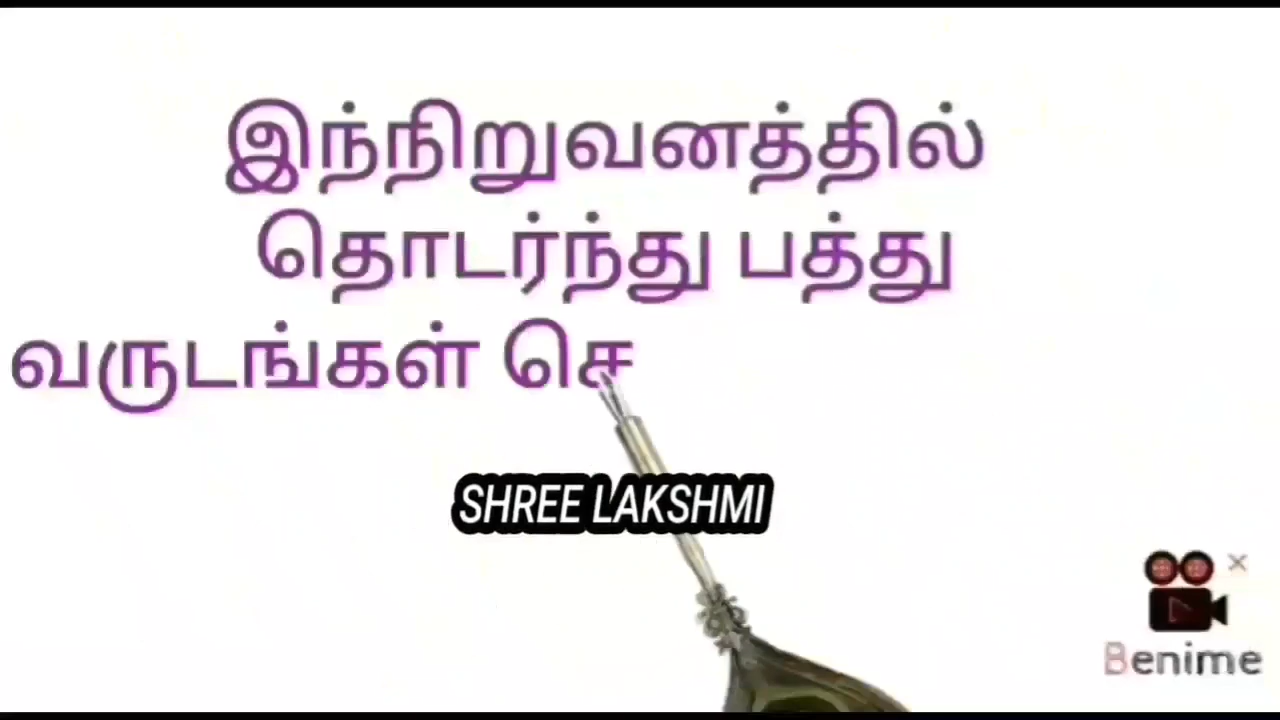 இந்நிறுவனத்தில்
தொடர்ந்து பத்து
வருடங்கள் செ
SHREE LAKSHMI
Benime